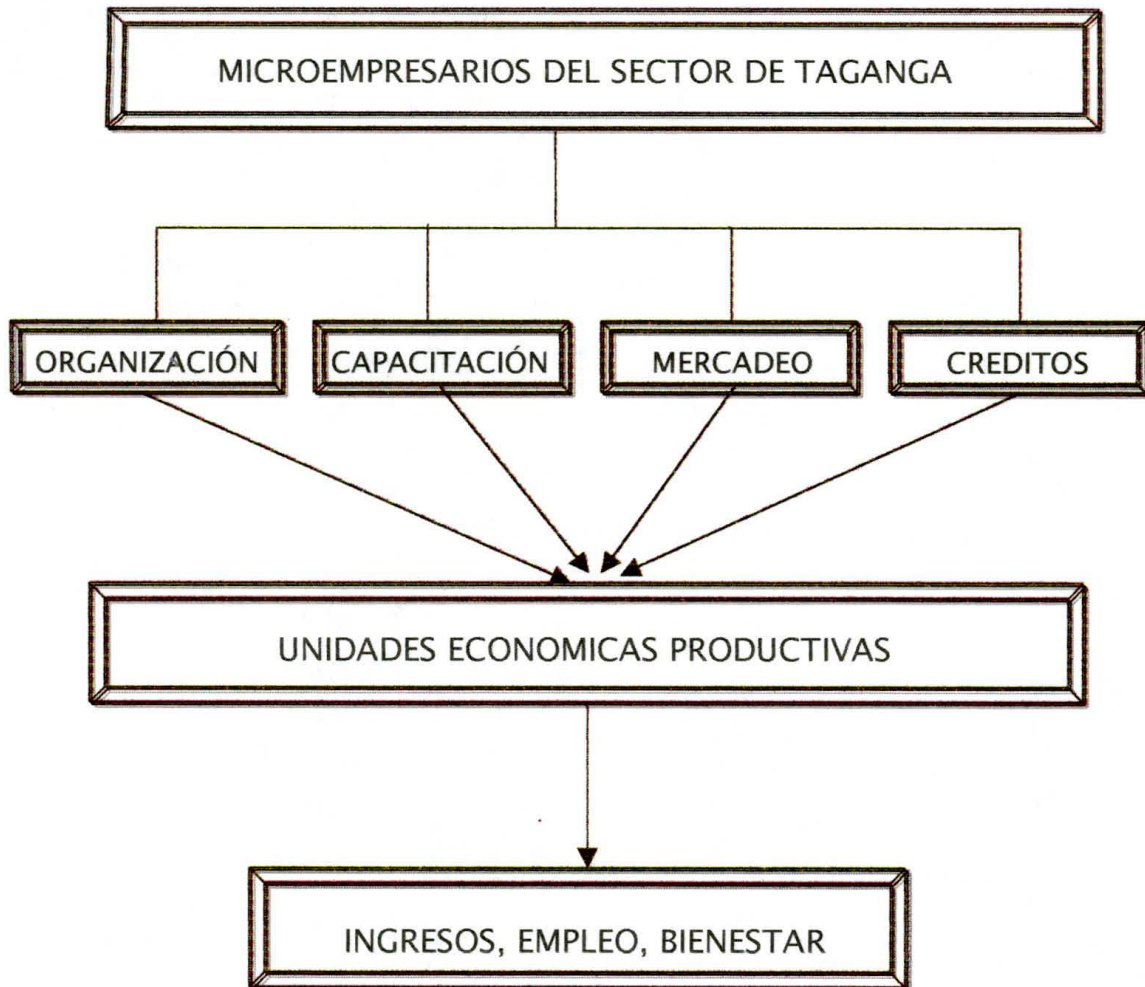 MICROEMPRESARIOS DEL SECTOR DE TAGANGA
ORGANIZACIÓN
CAPACITACIÓN
MERCADEO
CREDITOS
UNIDADES ECONOMICAS PRODUCTIVAS
INGRESOS, EMPLEO, BIENESTAR